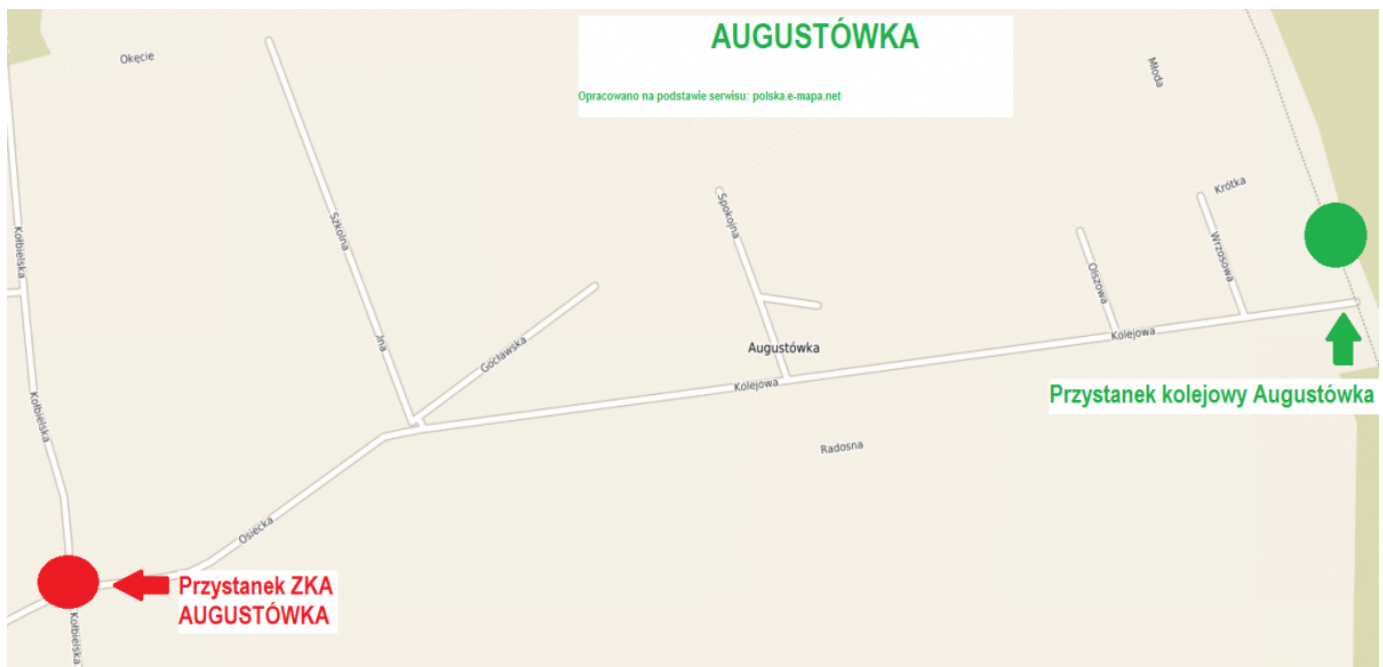 AUGUSTÓWKA
Opracowano na podstawie serwisu: polska.e-mapa.net
Okęcie
Młoda
Krótka
Kołbielska
Szkolna
Spokojna
Wrzosowa
Olszowa
lna
Gocławska
Augustówka
Kolejowa
Kolejowa
Przystanek kolejowy Augustówka
Kołbielska
Radosna
Osiecka
Przystanek ZKA
AUGUSTÓWKA
Kołbielska